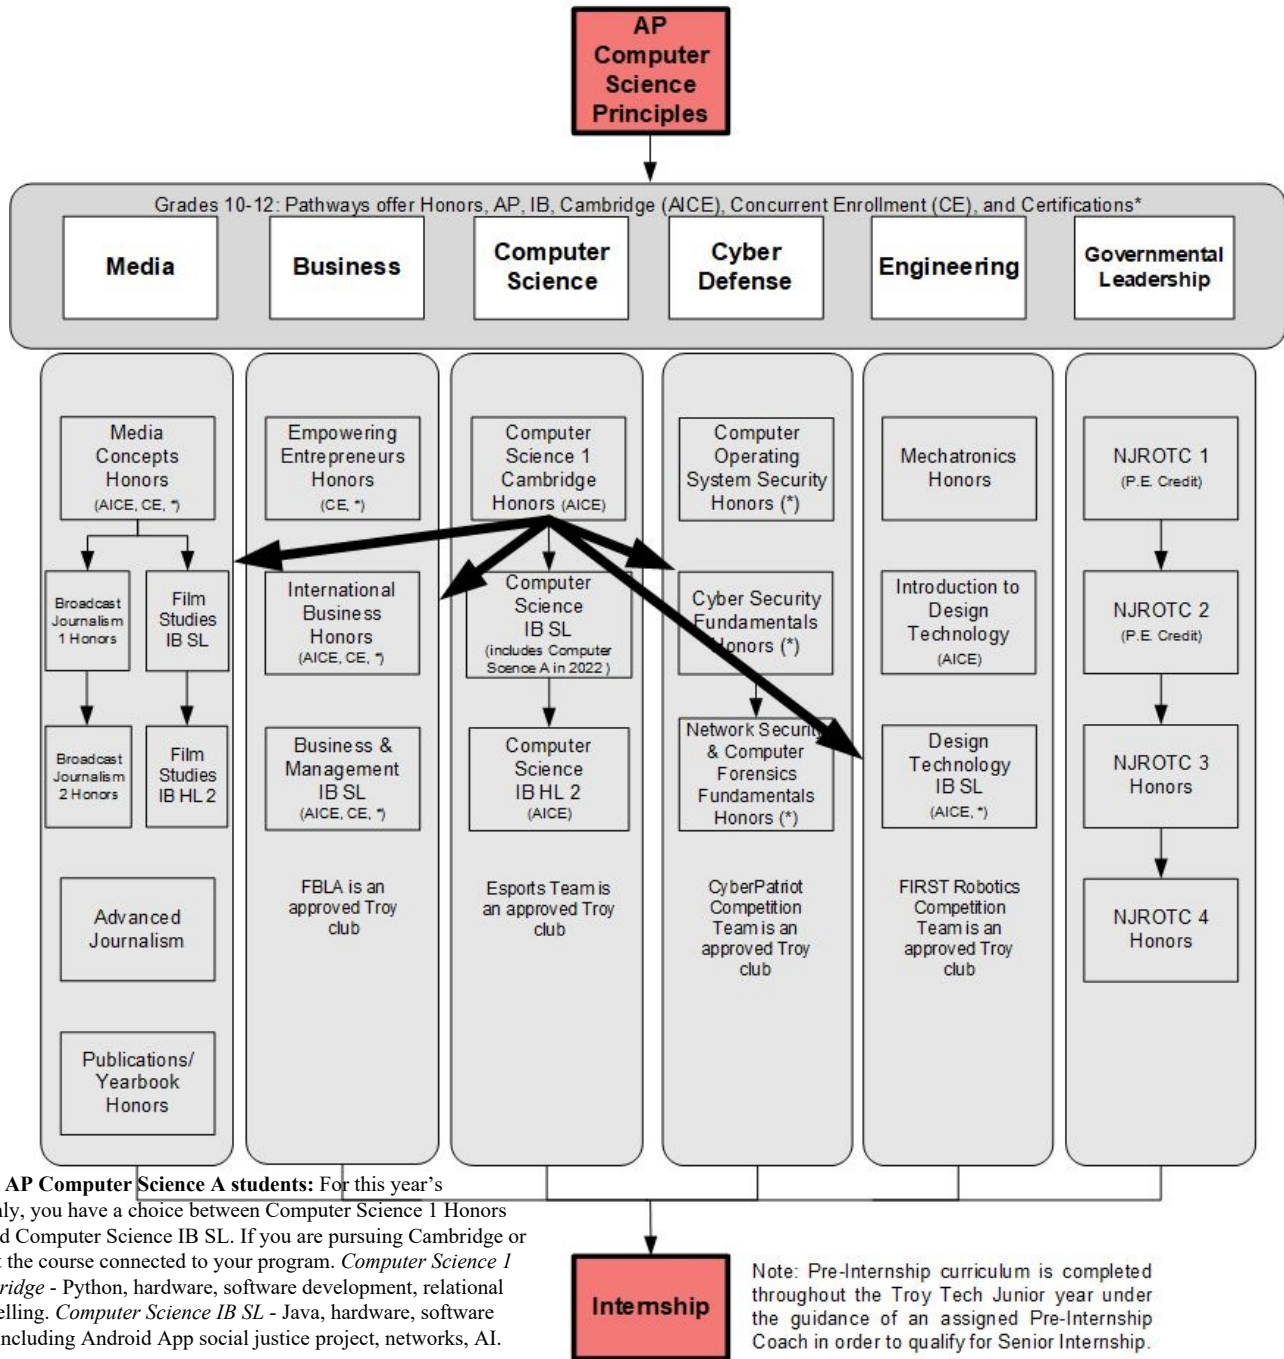 AP
Computer
Science
Principles
Grades 10-12: Pathways offer Honors, AP, IB, Cambridge (AICE), Concurrent Enrollment (CE), and Certifications*
Media
Business
Computer
Science
Cyber
Defense
Engineering
Governmental
Leadership
Media
Concepts
Honors
(AICE, CE, *)
Broadcast
Journalism
1 Honors
Film
Studies
IB SL
Broadcast
Journalism
2 Honors
Film
Studies
IB HL 2
Advanced
Journalism
Publications/
Yearbook
Honors
Empowering
Entrepreneurs
Honors
(CE, *)
International
Business
Honors
(AICE, CE, *)
Business &
Management
IB SL
(AICE, CE, *)
FBLA is an
approved Troy
club
Computer
Science 1
Cambridge
Honors (AICE)
Computer
Science
IB SL
(includes Computer
Science A in 2022 )
Computer
Science
IB HL 2
(AICE)
Esports Team is
an approved Troy
club
Computer
Operating
System Security
Honors (*)
Cyber Security
Fundamentals
Honors (*)
Network Security
& Computer
Forensics
Fundamentals
Honors (*)
CyberPatriot
Competition
Team is an
approved Troy
club
Mechatronics
Honors
Introduction to
Design
Technology
(AICE)
Design
Technology
IB SL
(AICE, *)
FIRST Robotics
Competition
Team is an
approved Troy
club
NJROTC 1
(P.E. Credit)
NJROTC 2
(P.E. Credit)
NJROTC 3
Honors
NJROTC 4
Honors
AP Computer Science A students: For this year's
you have a choice between Computer Science 1 Honors
Computer Science IB SL. If you are pursuing Cambridge or
the course connected to your program. Computer Science 1
- Python, hardware, software development, relational
Computer Science IB SL - Java, hardware, software
including Android App social justice project, networks, AI.
Internship
Note: Pre-Internship curriculum is completed
throughout the Troy Tech Junior year under
the guidance of an assigned Pre-Internship
Coach in order to qualify for Senior Internship.